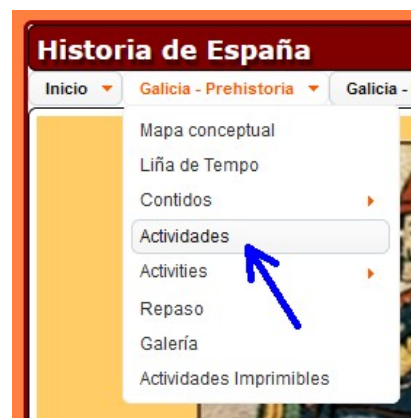 Historia de España
Inicio Galicia - Prehistoria Galicia -
Mapa conceptual
Liña de Tempo
Contidos
Actividades
Activities
Repaso
Galería
Actividades Imprimibles